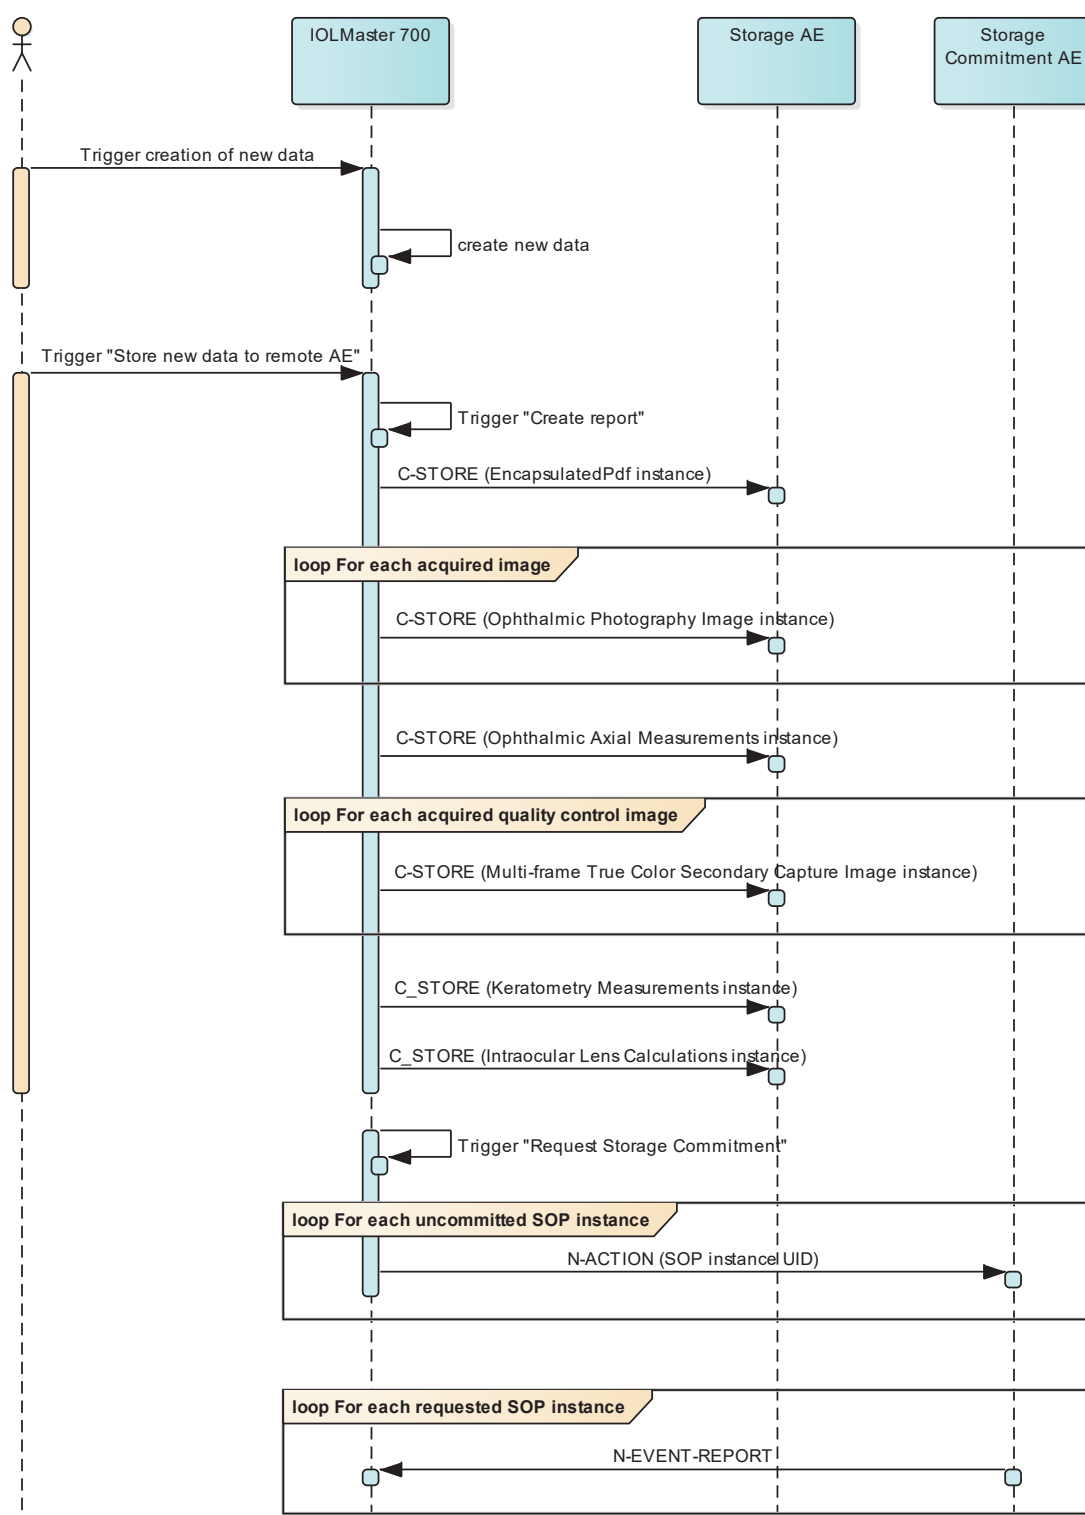 IOLMaster 700
Storage AE
Storage
Commitment AE
Trigger creation of new data
create new data
Trigger "Store new data to remote AE"
Trigger "Create report"
C-STORE (EncapsulatedPdf instance)
loop For each acquired image
C-STORE (Ophthalmic Photography Image instance)
C-STORE (Ophthalmic Axial Measurements instance)
loop For each acquired quality control image
C-STORE (Multi-frame True Color Secondary Capture Image instance)
C_STORE (Keratometry Measurements instance)
C_STORE (Intraocular Lens Calculations instance)
Trigger "Request Storage Commitment"
loop For each uncommitted SOP instance
N-ACTION (SOP instance UID)
loop For each requested SOP instance
N-EVENT-REPORT